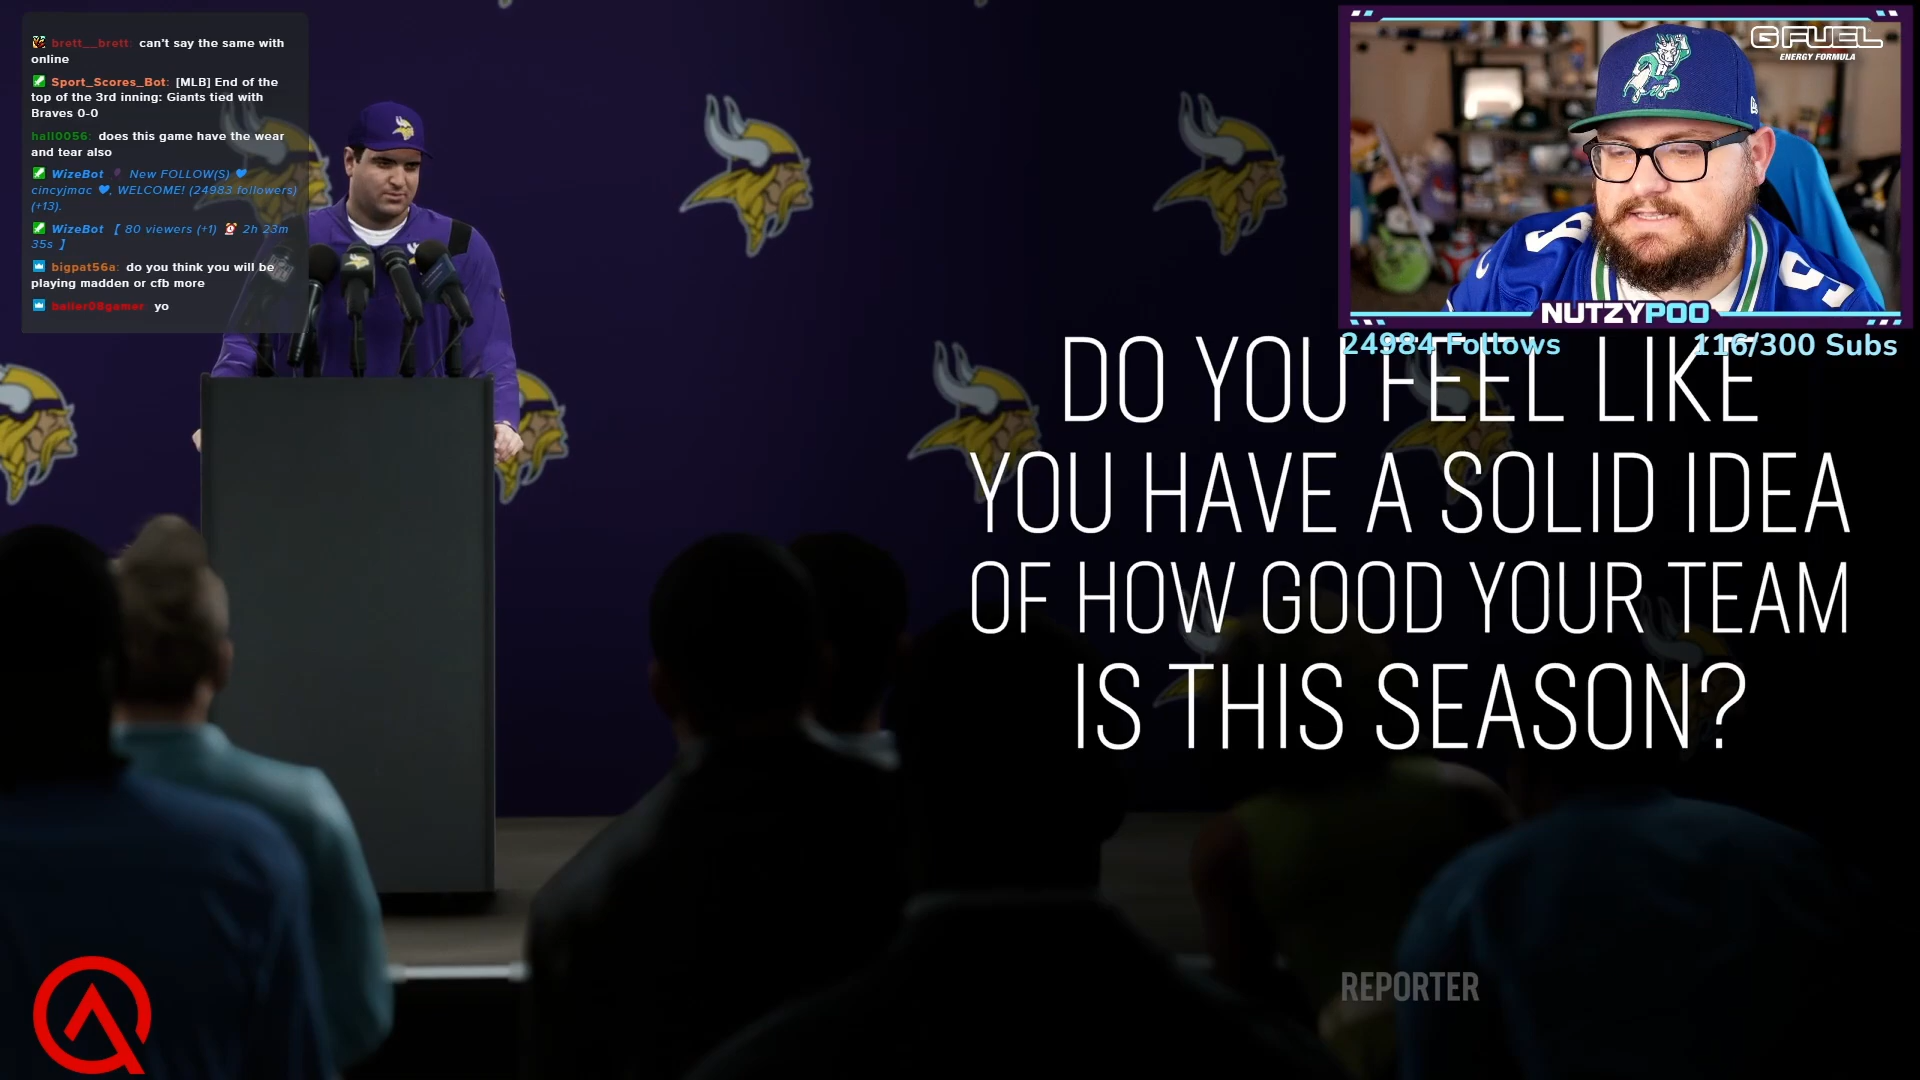 brett__brett: can't say the same with
online
Sport_Scores_Bot: [MLB] End of the
top of the 3rd inning: Giants tied with
Braves 0-0
hall0056: does this game have the wear
and tear also
WizeBot New FOLLOW(S)
cincyjmac , WELCOME! (24983 followers)
(+13).
WizeBot [ 80 viewers (+1) 2h 23m
35s ]
bigpat56a: do you think you will be
playing madden or cfb more
baller08gamer: yo
G FUEL
ENERGY FORMULA
NUTZYPOO
24984 Follows
116/300 Subs
DO YOU FEEL LIKE
YOU HAVE A SOLID IDEA
OF HOW GOOD YOUR TEAM
IS THIS SEASON?
REPORTER